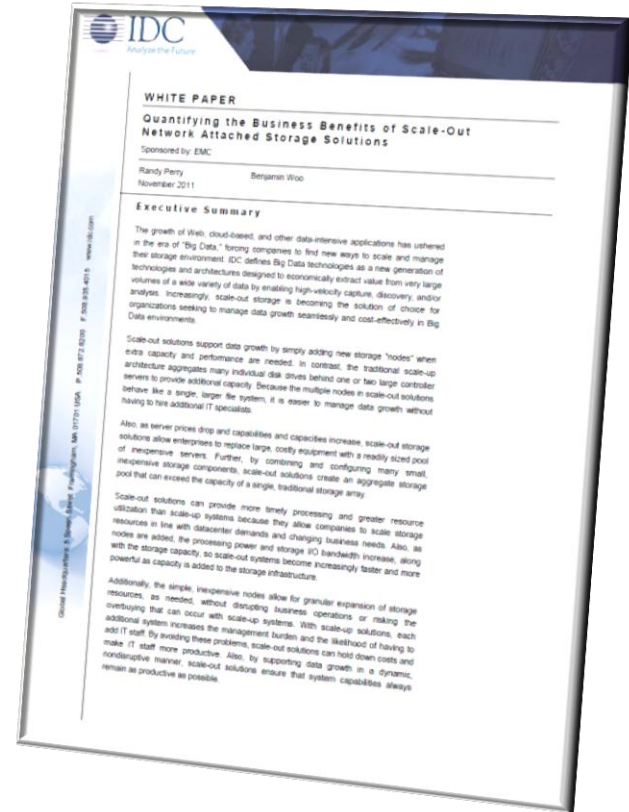 IDC
Analyze the Future
WHITE PAPER
Quantifying the Business Benefits of Scale-Out
Network Attached Storage Solutions
Sponsored by: EMC
Randy Perry Benjamin Woo
November 2011
Executive Summary
The growth of Web, cloud-based, and other data-intensive applications has ushered
in the era of "Big Data," forcing companies to find new ways to scale and manage
their storage environment. IDC defines Big Data technologies as a new generation of
technologies and architectures designed to economically extract value from very large
volumes of a wide variety of data by enabling high-velocity capture, discovery, and/or
analysis. Increasingly, scale-out storage is becoming the solution of choice for
organizations seeking to manage data growth seamlessly and cost-effectively in Big
Data environments.
Scale-out solutions support data growth by simply adding new storage "nodes" when
extra capacity and performance are needed. In contrast, the traditional scale-up
architecture aggregates many individual disk drives behind one or two large controller
servers to provide additional capacity. Because the multiple nodes in scale-out solutions
behave like a single, larger file system, it is easier to manage data growth without
having to hire additional IT specialists.
Also, as server prices drop and capabilities and capacities increase, scale-out storage
solutions allow enterprises to replace large, costly equipment with a readily sized pool
of inexpensive servers. Further, by combining and configuring many small,
inexpensive storage components, scale-out solutions create an aggregate storage
pool that can exceed the capacity of a single, traditional storage array.
Scale-out solutions can provide more timely processing and greater resource
utilization than scale-up systems because they allow companies to scale storage
resources in line with datacenter demands and changing business needs. Also, as
nodes are added, the processing power and storage I/O bandwidth increase, along
with the storage capacity, so scale-out systems become increasingly faster and more
powerful as capacity is added to the storage infrastructure.
Additionally, the simple, inexpensive nodes allow for granular expansion of storage
resources, as needed, without disrupting business operations or risking the
overbuying that can occur with scale-up systems. With scale-up solutions, each
additional system increases the management burden and the likelihood of having to
add IT staff. By avoiding these problems, scale-out solutions can hold down costs and
make IT staff more productive. Also, by supporting data growth in a dynamic,
nondisruptive manner, scale-out solutions ensure that system capabilities always
remain as productive as possible.
Global Headquarters: 5 Speen Street Framingham, MA 01701 USA P.508.872.8200 F.508.935.4015 www.idc.com